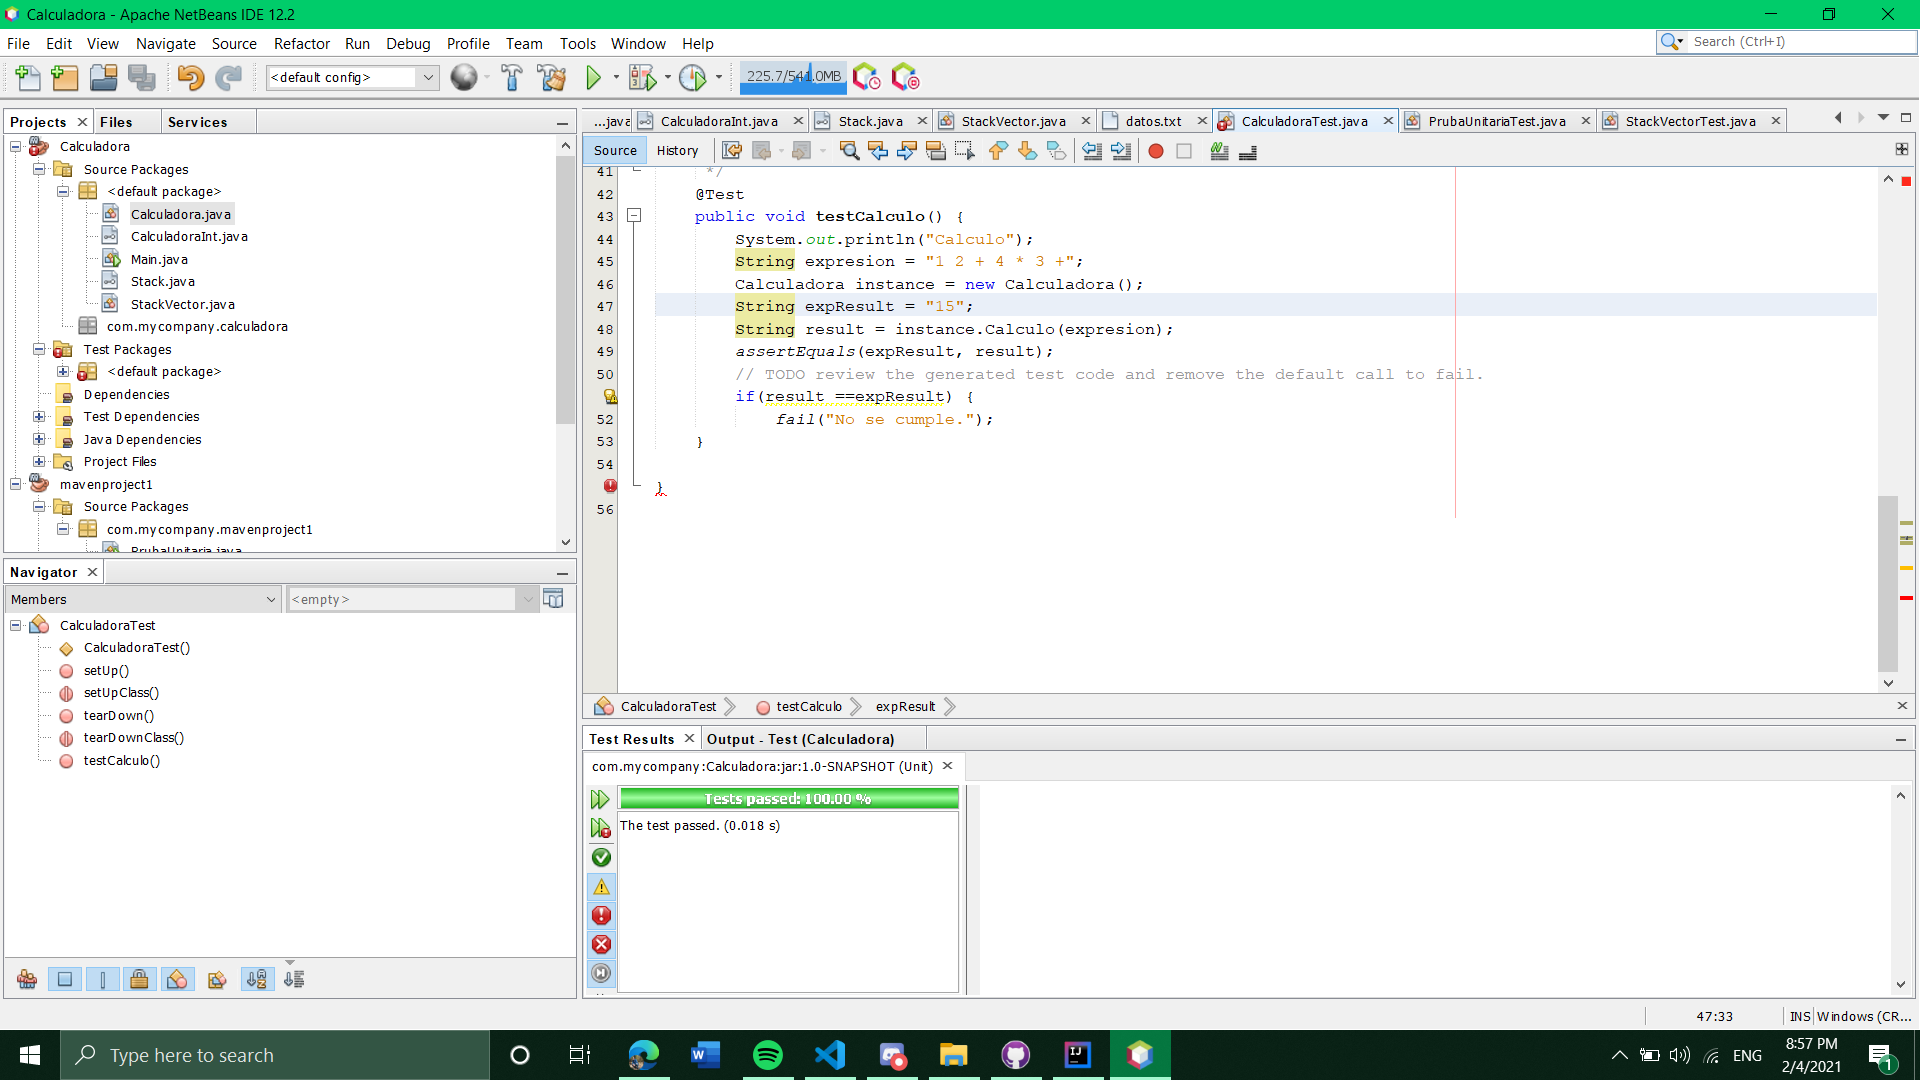 Calculadora - Apache NetBeans IDE 12.2
File Edit View Navigate Source Refactor Run Debug Profile Team Tools Window Help
Search (Ctrl+I)
<default config>
225.7/541.0MB
Projects Files Services
Calculadora
Source Packages
<default package>
Calculadora.java
CalculadoraInt.java
Main.java
Stack.java
StackVector.java
com.mycompany.calculadora
Test Packages
<default package>
Dependencies
Test Dependencies
Java Dependencies
Project Files
mavenproject1
Source Packages
com.mycompany.mavenproject1
PrubaUnitaria.java
Navigator
Members
<empty>
CalculadoraTest
CalculadoraTest()
setUp()
setUpClass()
tearDown()
tearDownClass()
testCalculo()
...java CalculadoraInt.java Stack.java StackVector.java datos.txt CalculadoraTest.java PrubaUnitariaTest.java StackVectorTest.java
Source History
41 */
42 @Test
43 public void testCalculo() {
44 System.out.println("Calculo");
45 String expresion = "1 2 + 4 * 3 +";
46 Calculadora instance = new Calculadora();
47 String expResult = "15";
48 String result = instance.Calculo(expresion);
49 assertEquals(expResult, result);
50 // TODO review the generated test code and remove the default call to fail.
if(result ==expResult) {
52 fail("No se cumple.");
53 }
54
}
56
CalculadoraTest testCalculo expResult
Test Results Output - Test (Calculadora)
com.mycompany:Calculadora:jar:1.0-SNAPSHOT (Unit)
Tests passed: 100.00 %
The test passed. (0.018 s)
47:33 INS Windows (CR...
Type here to search
ENG
8:57 PM
2/4/2021
1